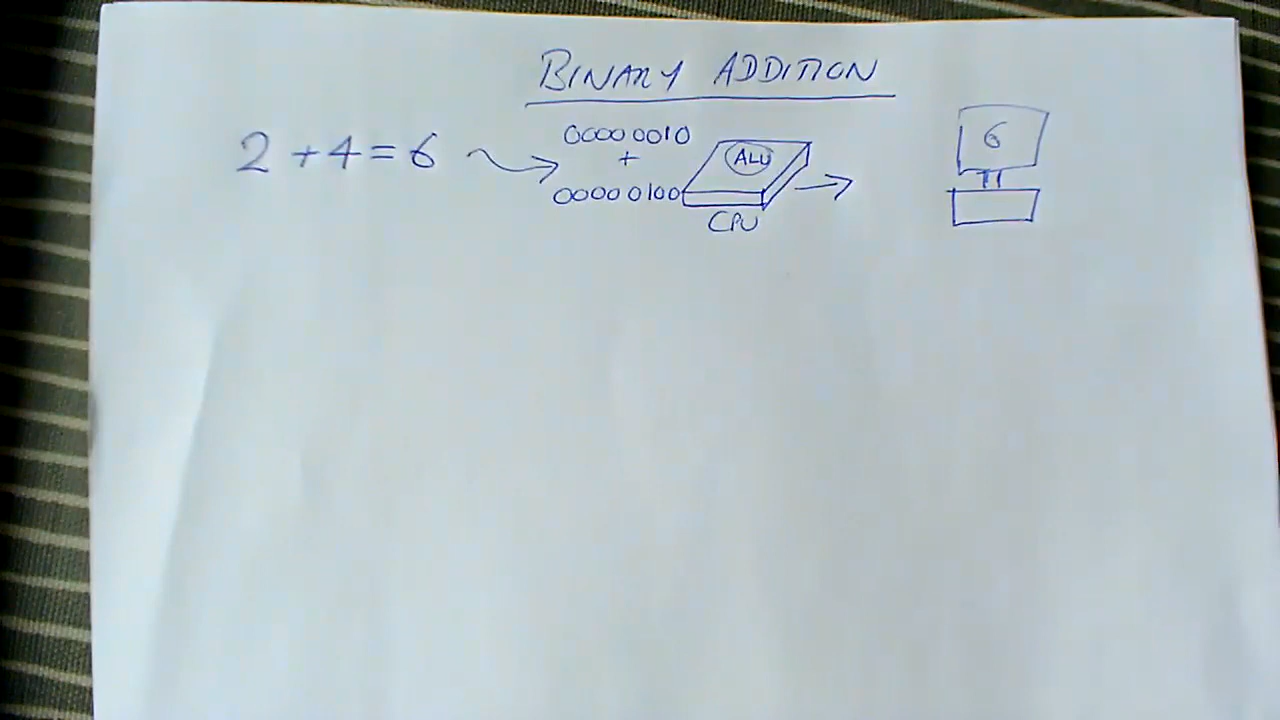 BINARY ADDITION
2 + 4 = 6
00000010
+
00000100
ALU
CPU
6